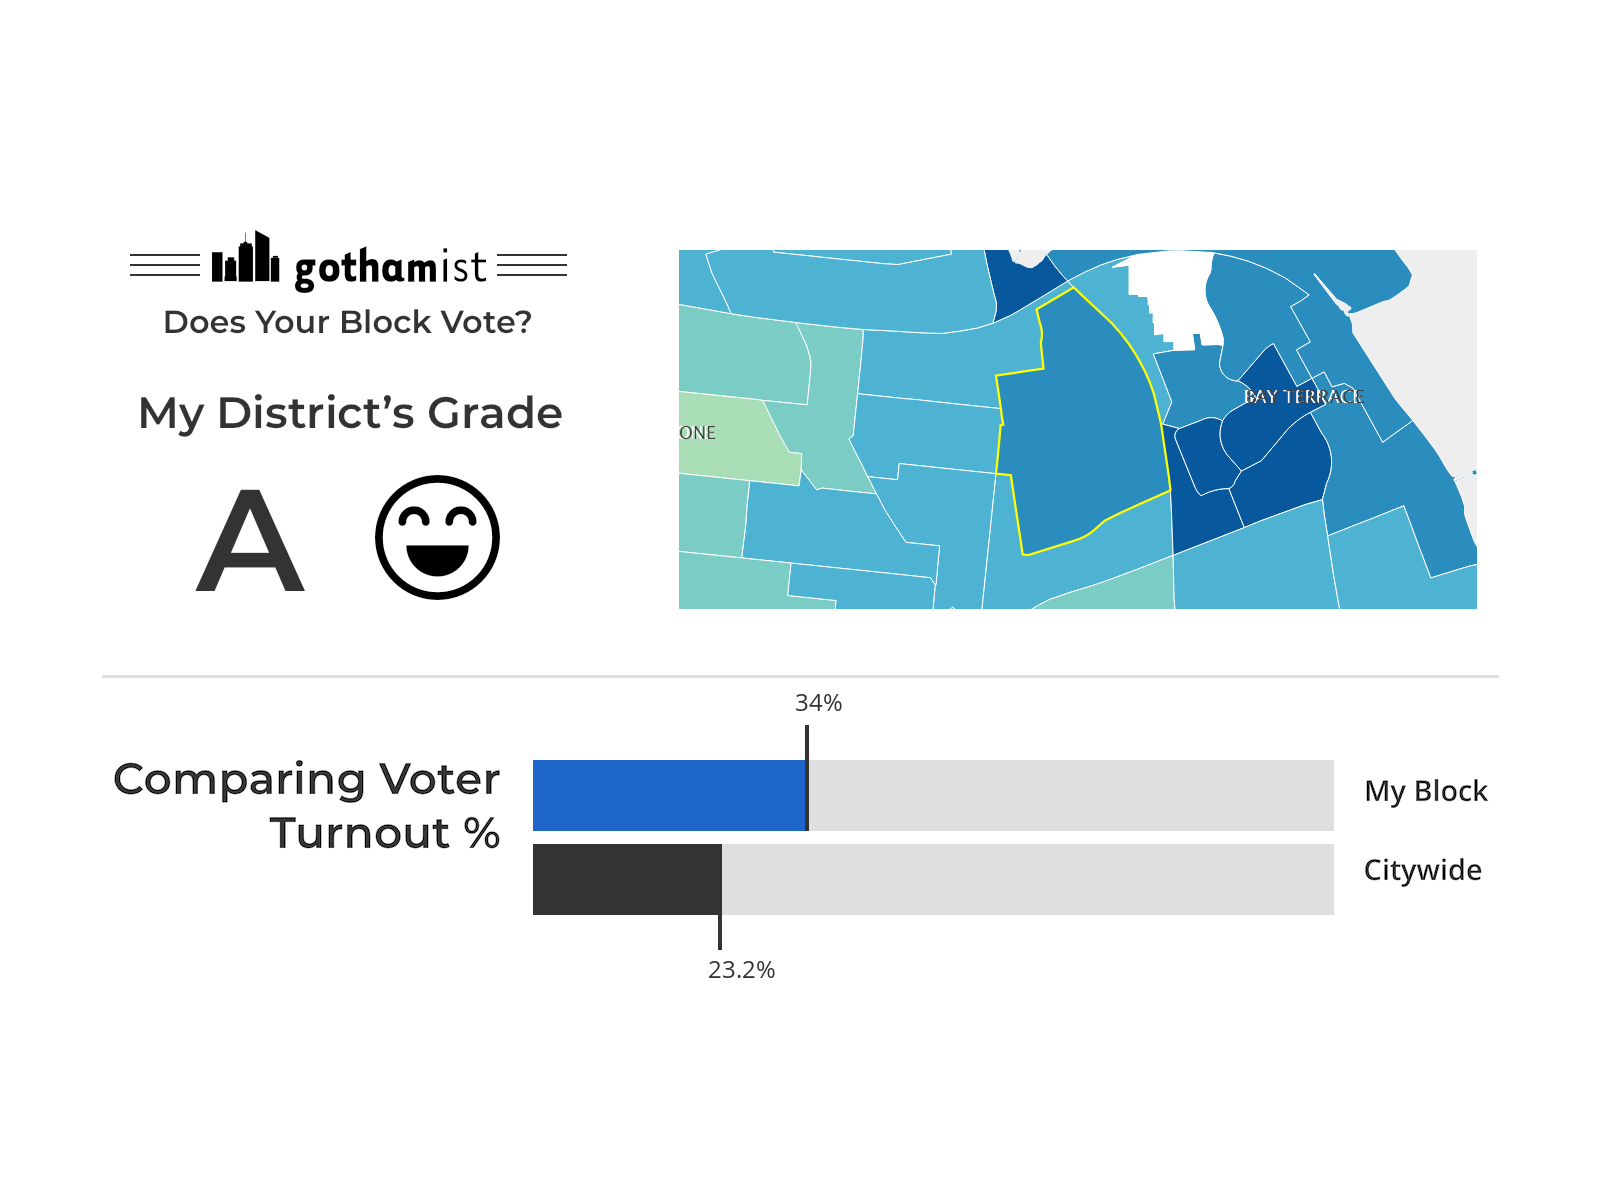 gothamist
Does Your Block Vote?
My District’s Grade
A
BAY TERRACE
ONE
34%
Comparing Voter
Turnout %
My Block
Citywide
23.2%